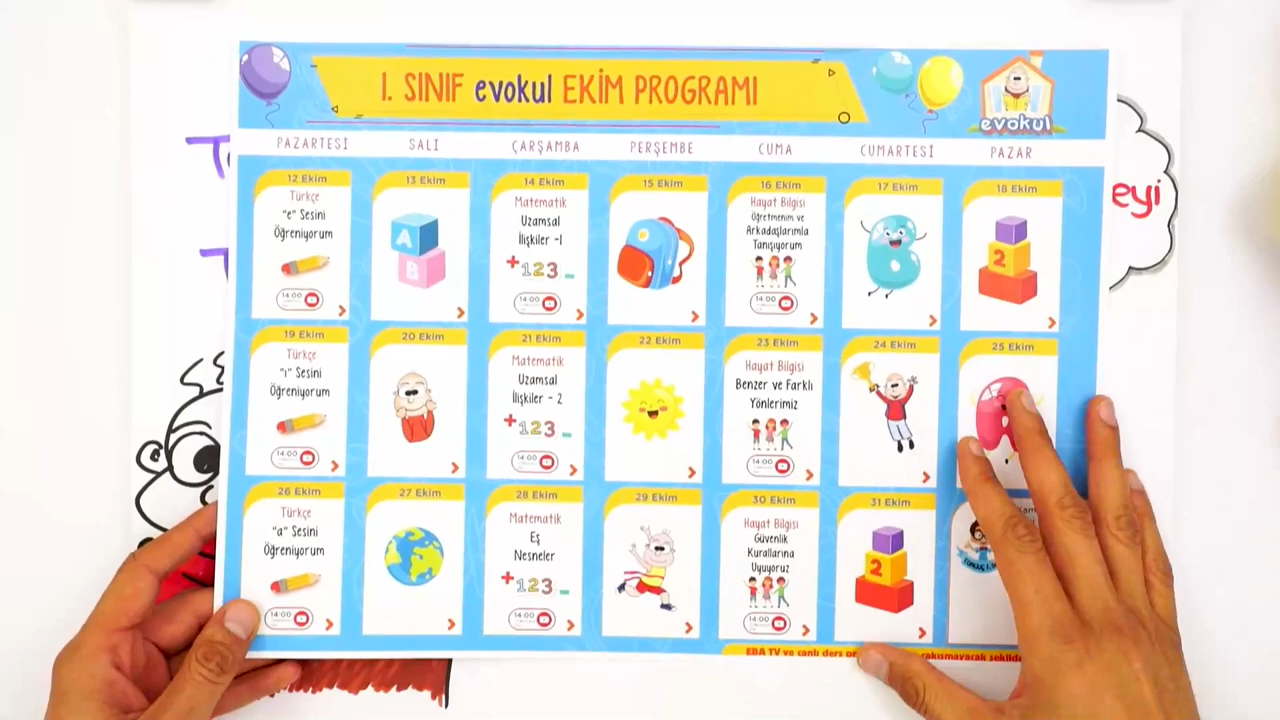 1. SINIF evokul EKİM PROGRAMI
evokul
PAZARTESİ SALI ÇARŞAMBA PERŞEMBE CUMA CUMARTESİ PAZAR
12 Ekim
Türkçe
"e" Sesini
Öğreniyorum
14:00
13 Ekim
A
B
14 Ekim
Matematik
Uzamsal
İlişkiler -1
+123-
14:00
15 Ekim
16 Ekim
Hayat Bilgisi
Öğretmenim ve
Arkadaşlarımla
Tanışıyorum
14:00
17 Ekim
18 Ekim
2
19 Ekim
Türkçe
"ı" Sesini
Öğreniyorum
14:00
20 Ekim
21 Ekim
Matematik
Uzamsal
İlişkiler - 2
+123-
14:00
22 Ekim
23 Ekim
Hayat Bilgisi
Benzer ve Farklı
Yönlerimiz
14:00
24 Ekim
25 Ekim
26 Ekim
Türkçe
"a" Sesini
Öğreniyorum
14:00
27 Ekim
28 Ekim
Matematik
Eş
Nesneler
+123-
14:00
29 Ekim
30 Ekim
Hayat Bilgisi
Güvenlik
Kurallarına
Uyuyoruz
14:00
31 Ekim
2
EBA TV ve canlı ders çakışmayacak şekilde
eyi